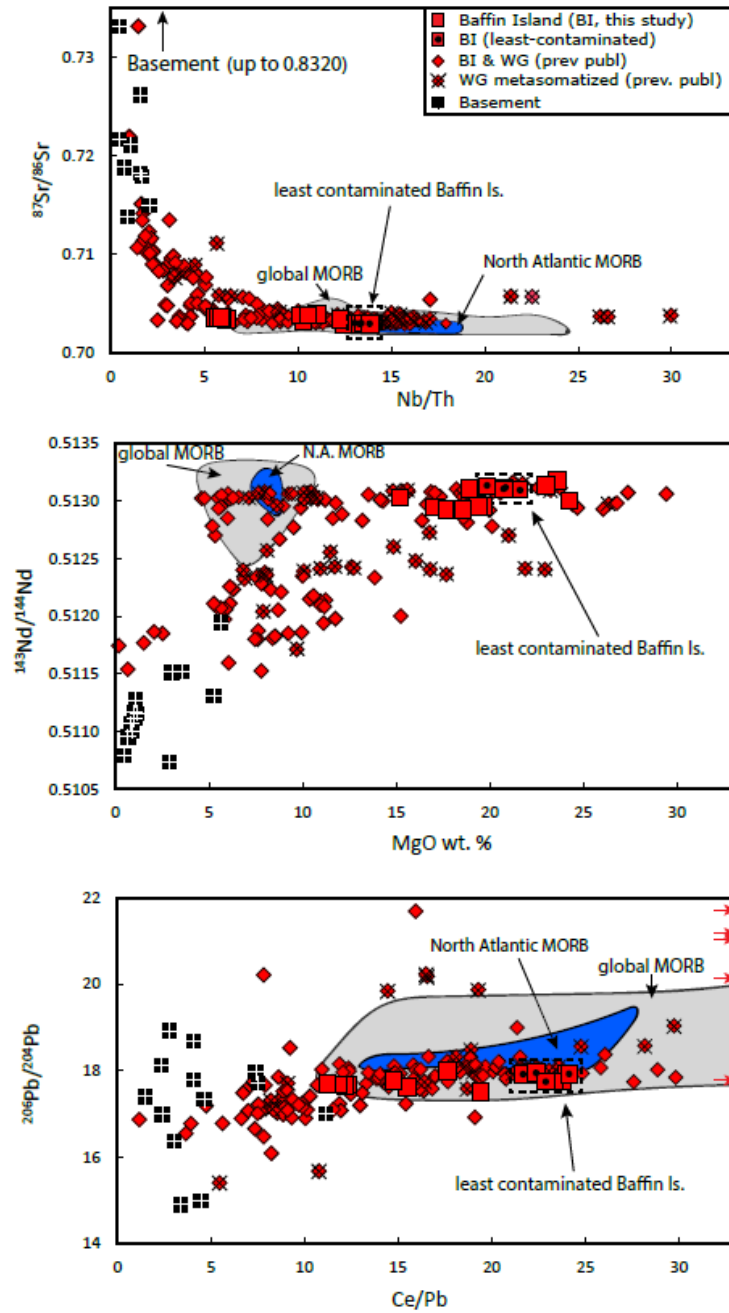 0.73
0.72
0.71
0.70
87Sr/86Sr
Basement (up to 0.8320)
Baffin Island (BI, this study)
BI (least-contaminated)
BI & WG (prev publ)
WG metasomatized (prev. publ)
Basement
least contaminated Baffin Is.
global MORB
North Atlantic MORB
0 5 10 15 20 25 30
Nb/Th
0.5135
0.5130
0.5125
0.5120
0.5115
0.5110
0.5105
143Nd/144Nd
global MORB
N.A. MORB
least contaminated Baffin Is.
0 5 10 15 20 25 30
MgO wt. %
22
20
18
16
14
206Pb/204Pb
North Atlantic MORB
global MORB
least contaminated Baffin Is.
0 5 10 15 20 25 30
Ce/Pb